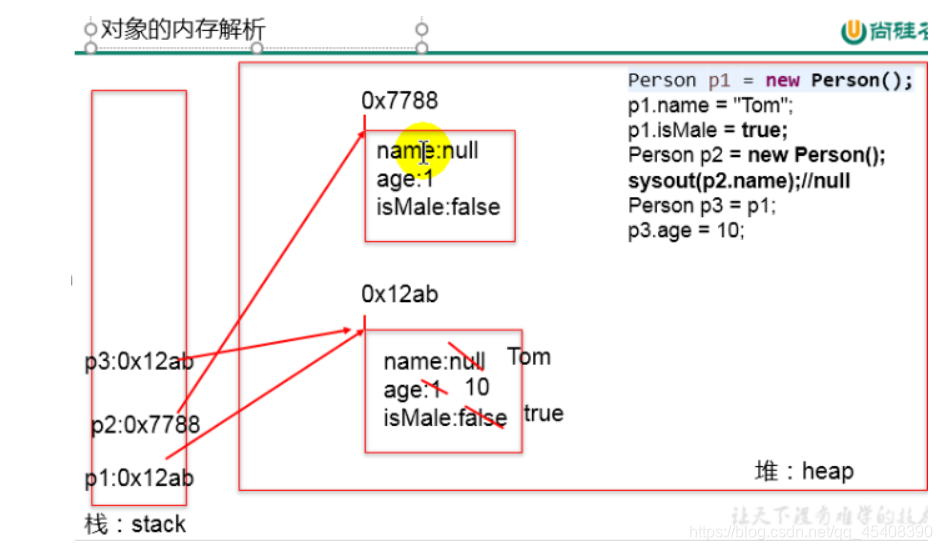 对象的内存解析
尚硅
0x7788
name:null
age:1
isMale:false
Person p1 = new Person();
p1.name = "Tom";
p1.isMale = true;
Person p2 = new Person();
sysout(p2.name);//null
Person p3 = p1;
p3.age = 10;
0x12ab
name:null Tom
age:1 10
isMale:false true
p3:0x12ab
p2:0x7788
p1:0x12ab
栈：stack
堆：heap
让天下没有难学的技
https://blog.csdn.net/qq_45408390